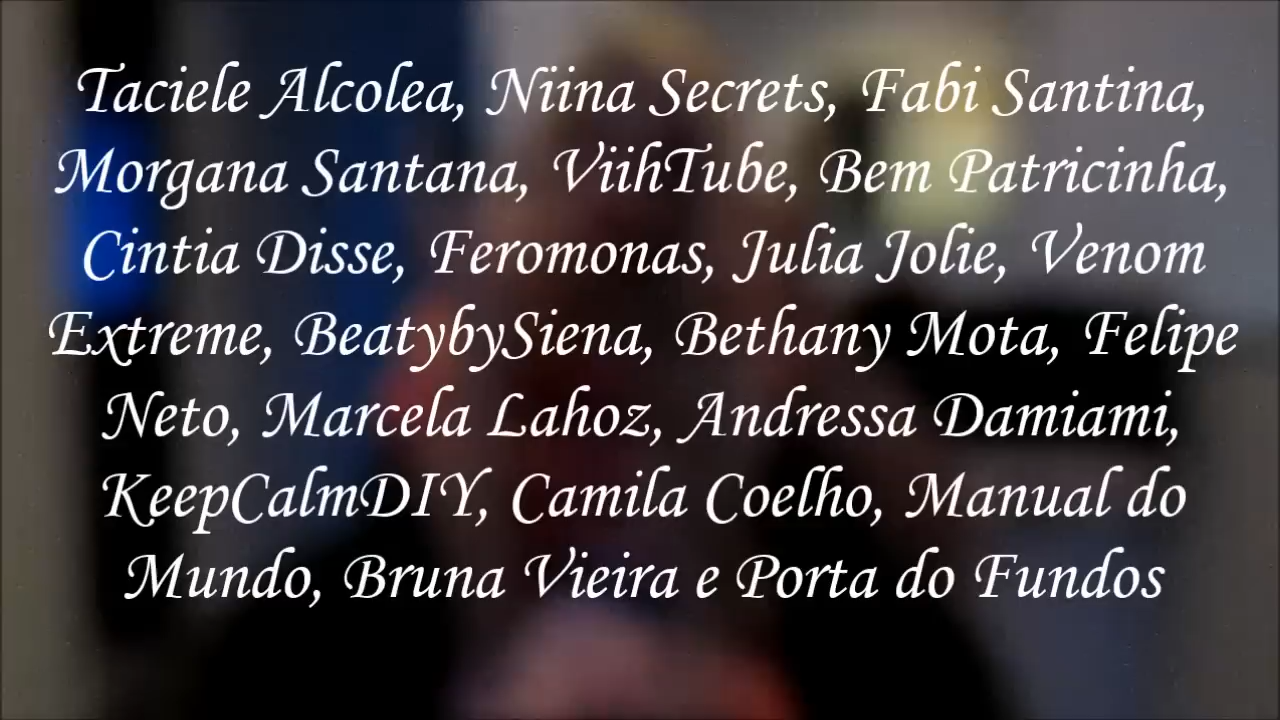 Taciele Alcolea, Niina Secrets, Fabi Santina,
Morgana Santana, ViihTube, Bem Patricinha,
Cintia Disse, Feromonas, Julia Jolie, Venom
Extreme, BeatybySiena, Bethany Mota, Felipe
Neto, Marcela Lahoz, Andressa Damiami,
KeepCalmDIY, Camila Coelho, Manual do
Mundo, Bruna Vieira e Porta do Fundos